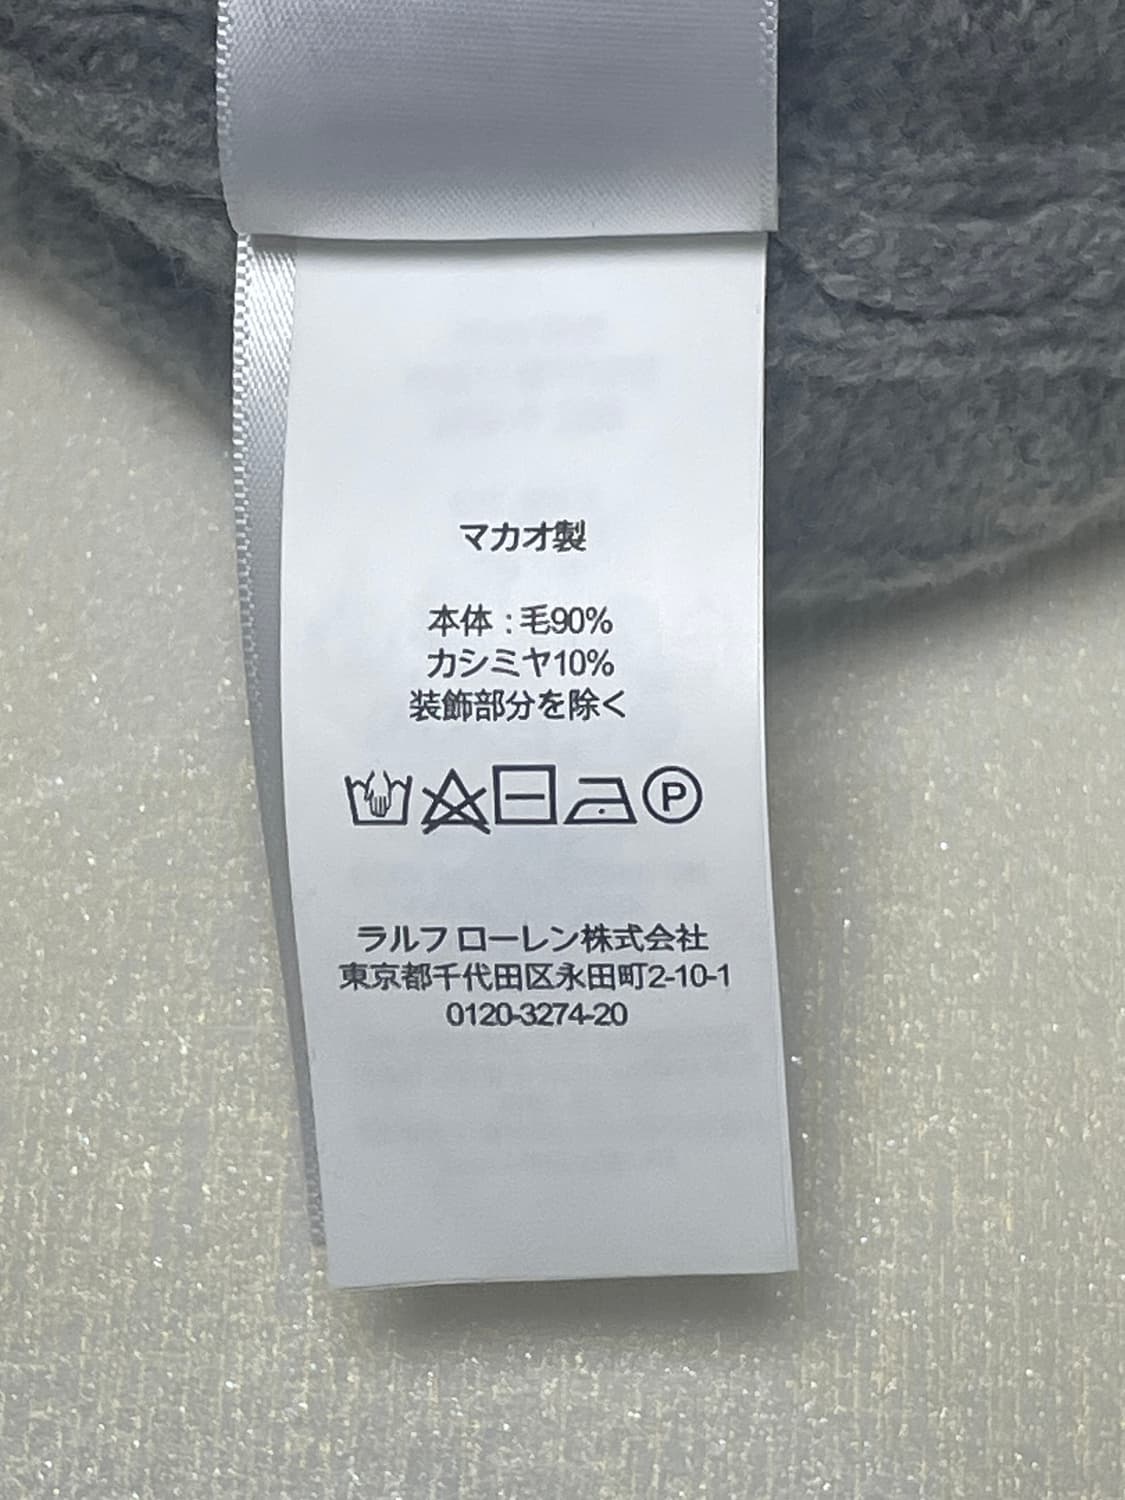 マカオ製
本体 : 毛90%
カシミヤ10%
装飾部分を除く
P
ラルフ ローレン株式会社
東京都千代田区永田町2-10-1
0120-3274-20